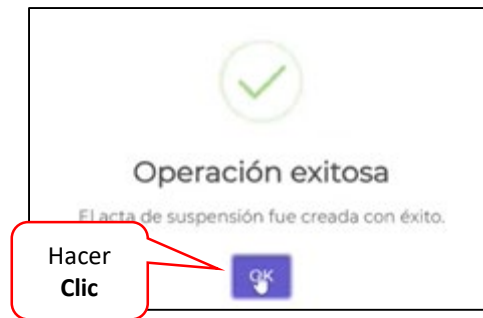 Operación exitosa
El acta de suspensión fue creada con éxito.
Hacer
Clic
OK